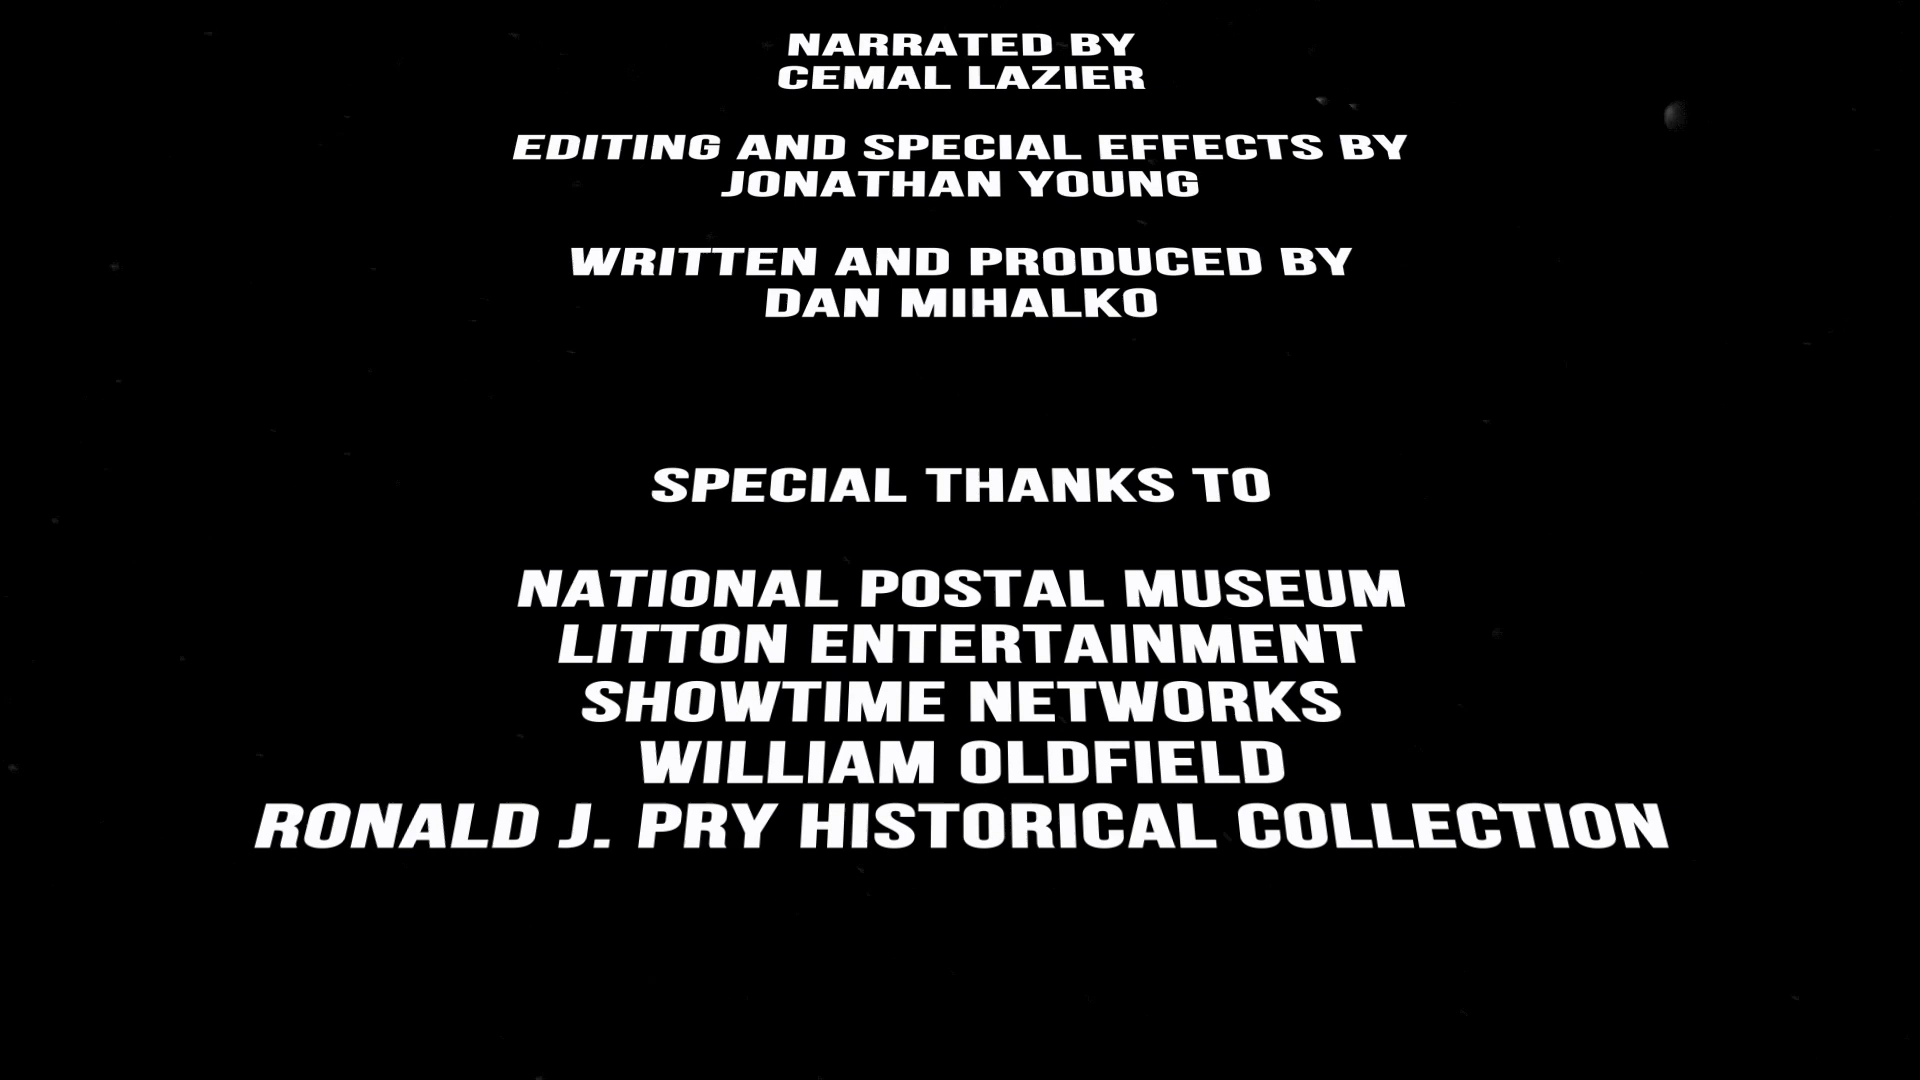 NARRATED BY
CEMAL LAZIER
EDITING AND SPECIAL EFFECTS BY
JONATHAN YOUNG
WRITTEN AND PRODUCED BY
DAN MIHALKO
SPECIAL THANKS TO
NATIONAL POSTAL MUSEUM
LITTON ENTERTAINMENT
SHOWTIME NETWORKS
WILLIAM OLDFIELD
RONALD J. PRY HISTORICAL COLLECTION